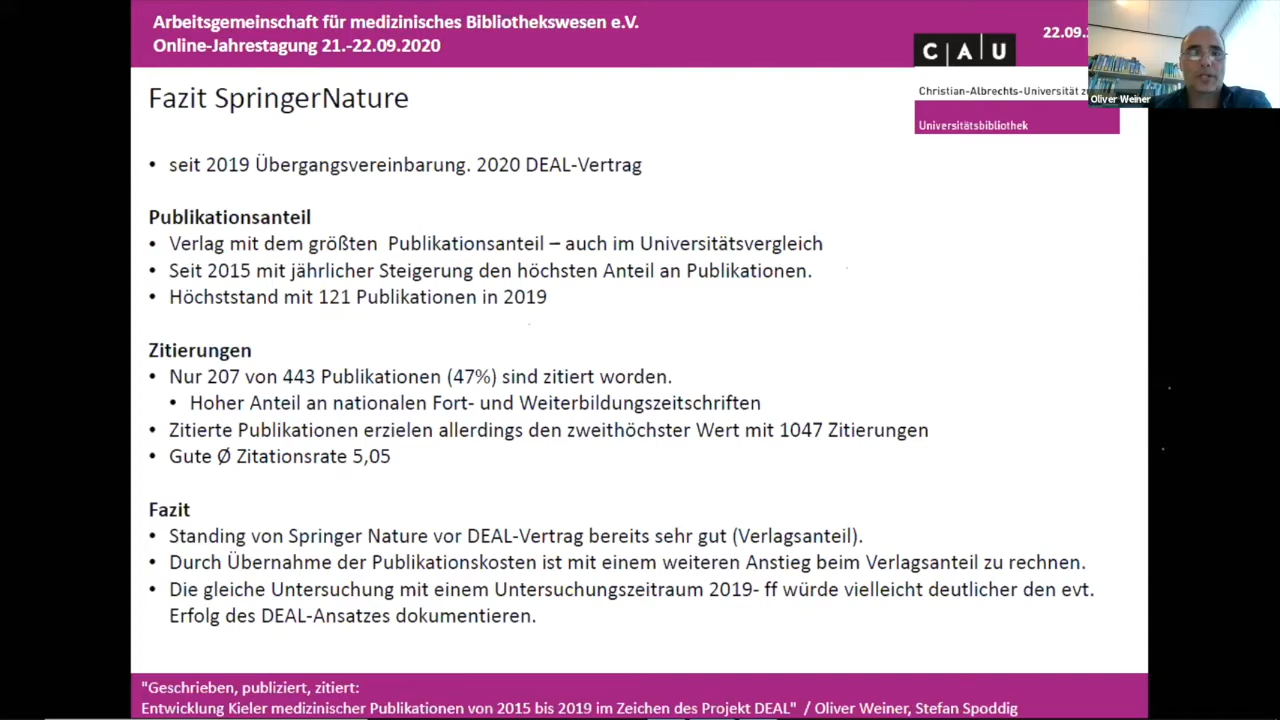 Arbeitsgemeinschaft für medizinisches Bibliothekswesen e.V.
Online-Jahrestagung 21.-22.09.2020
22.09.
CAU
Christian-Albrechts-Universität
Universitätsbibliothek
Oliver Weiner
Fazit SpringerNature
• seit 2019 Übergangsvereinbarung. 2020 DEAL-Vertrag
Publikationsanteil
• Verlag mit dem größten Publikationsanteil – auch im Universitätsvergleich
• Seit 2015 mit jährlicher Steigerung den höchsten Anteil an Publikationen.
• Höchststand mit 121 Publikationen in 2019
Zitierungen
• Nur 207 von 443 Publikationen (47%) sind zitiert worden.
• Hoher Anteil an nationalen Fort- und Weiterbildungszeitschriften
• Zitierte Publikationen erzielen allerdings den zweithöchster Wert mit 1047 Zitierungen
• Gute Ø Zitationsrate 5,05
Fazit
• Standing von Springer Nature vor DEAL-Vertrag bereits sehr gut (Verlagsanteil).
• Durch Übernahme der Publikationskosten ist mit einem weiteren Anstieg beim Verlagsanteil zu rechnen.
• Die gleiche Untersuchung mit einem Untersuchungszeitraum 2019- ff würde vielleicht deutlicher den evt.
Erfolg des DEAL-Ansatzes dokumentieren.
"Geschrieben, publiziert, zitiert:
Entwicklung Kieler medizinischer Publikationen von 2015 bis 2019 im Zeichen des Projekt DEAL" / Oliver Weiner, Stefan Spoddig